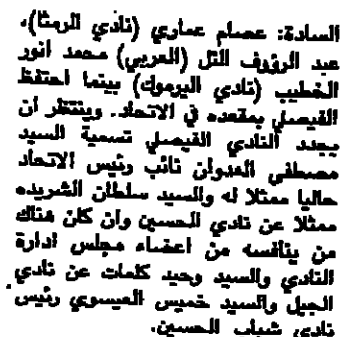 السادة: عصام عماري (نادي الرمثا)،
عبد الرؤوف التل (العربي) محمد انور
الخطيب (نادي اليرموك) بينما احتفظ
الفيصلي بمقعده في الاتحاد. وينتظر ان
يجدد النادي الفيصلي تسمية السيد
مصطفى العدوان نائب رئيس الاتحاد
حاليا ممثلا له والسيد سلطان الشريده
ممثلا عن نادي الحسين وان كان هناك
من ينافسه من اعضاء مجلس ادارة
النادي والسيد وحيد كلمات عن نادي
الجيل والسيد خميس العيسوي رئيس
نادي شباب الحسين.